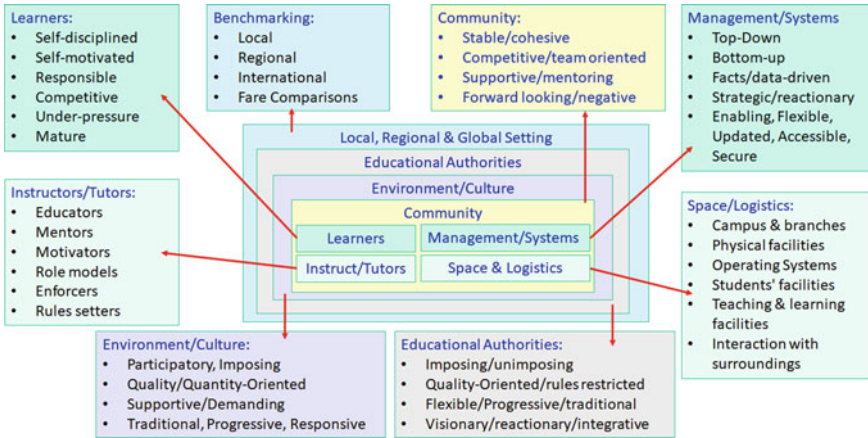 Learners:
• Self-disciplined
• Self-motivated
• Responsible
• Competitive
• Under-pressure
• Mature
Benchmarking:
• Local
• Regional
• International
• Fare Comparisons
Community:
• Stable/cohesive
• Competitive/team oriented
• Supportive/mentoring
• Forward looking/negative
Management/Systems
• Top-Down
• Bottom-up
• Facts/data-driven
• Strategic/reactionary
• Enabling, Flexible,
Updated, Accessible,
Secure
Local, Regional & Global Setting
Educational Authorities
Environment/Culture
Community
Learners
Management/Systems
Instruct/Tutors
Space & Logistics
Instructors/Tutors:
• Educators
• Mentors
• Motivators
• Role models
• Enforcers
• Rules setters
Space/Logistics:
• Campus & branches
• Physical facilities
• Operating Systems
• Students' facilities
• Teaching & learning
facilities
• Interaction with
surroundings
Environment/Culture:
• Participatory, Imposing
• Quality/Quantity-Oriented
• Supportive/Demanding
• Traditional, Progressive, Responsive
Educational Authorities:
• Imposing/unimposing
• Quality-Oriented/rules restricted
• Flexible/Progressive/traditional
• Visionary/reactionary/integrative